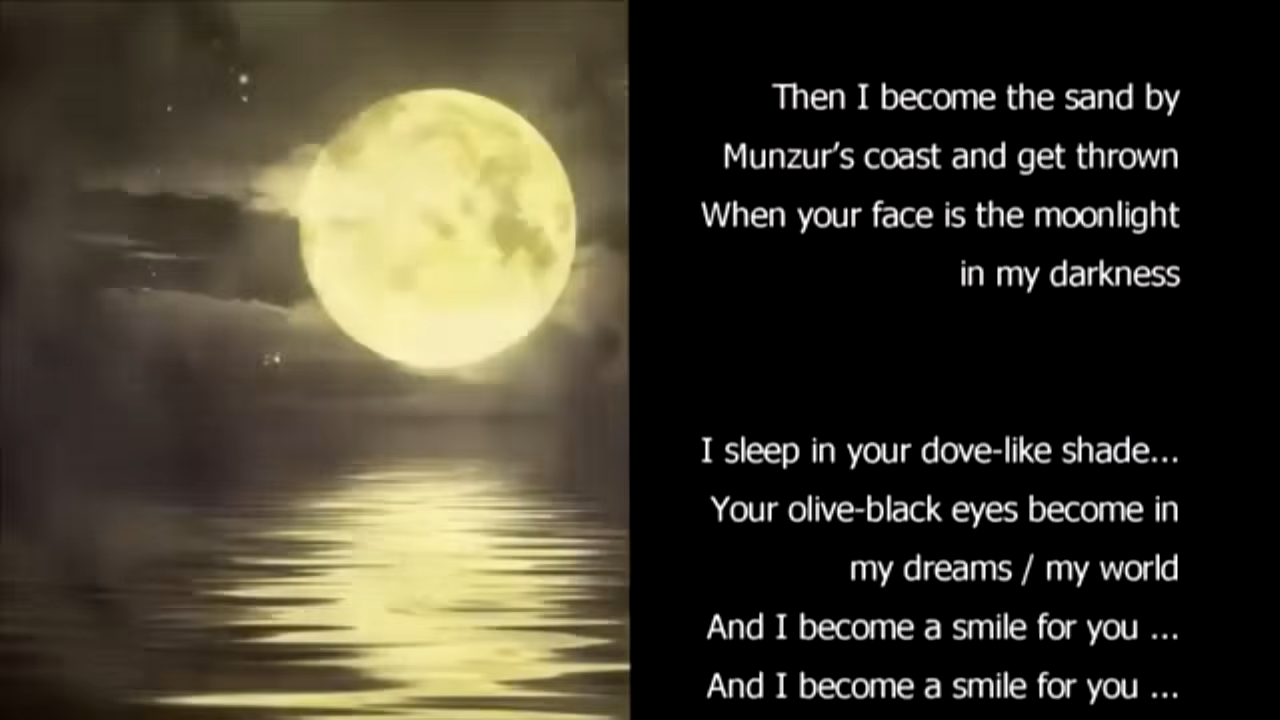 Then I become the sand by
Munzur’s coast and get thrown
When your face is the moonlight
in my darkness
I sleep in your dove-like shade...
Your olive-black eyes become in
my dreams / my world
And I become a smile for you ...
And I become a smile for you ...